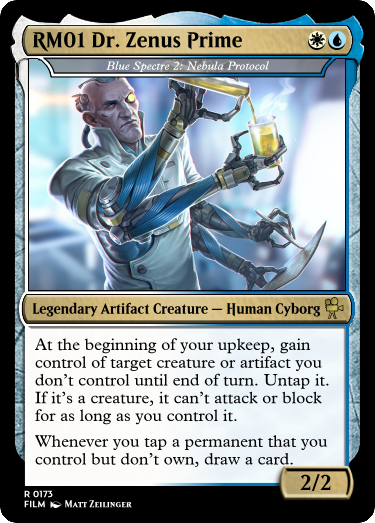 RM01 Dr. Zenus Prime
Blue Spectre 2: Nebula Protocol
Legendary Artifact Creature — Human Cyborg
At the beginning of your upkeep, gain
control of target creature or artifact you
don't control until end of turn. Untap it.
If it's a creature, it can't attack or block
for as long as you control it.
Whenever you tap a permanent that you
control but don't own, draw a card.
2/2
R 0173
FILM Matt Zeilinger